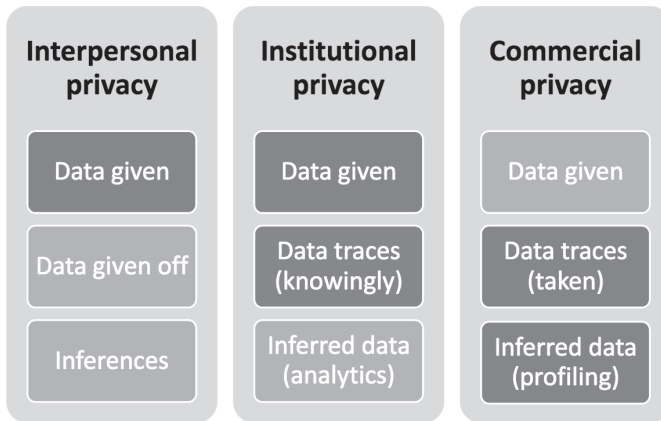 Interpersonal
privacy
Data given
Data given off
Inferences
Institutional
privacy
Data given
Data traces
(knowingly)
Inferred data
(analytics)
Commercial
privacy
Data given
Data traces
(taken)
Inferred data
(profiling)